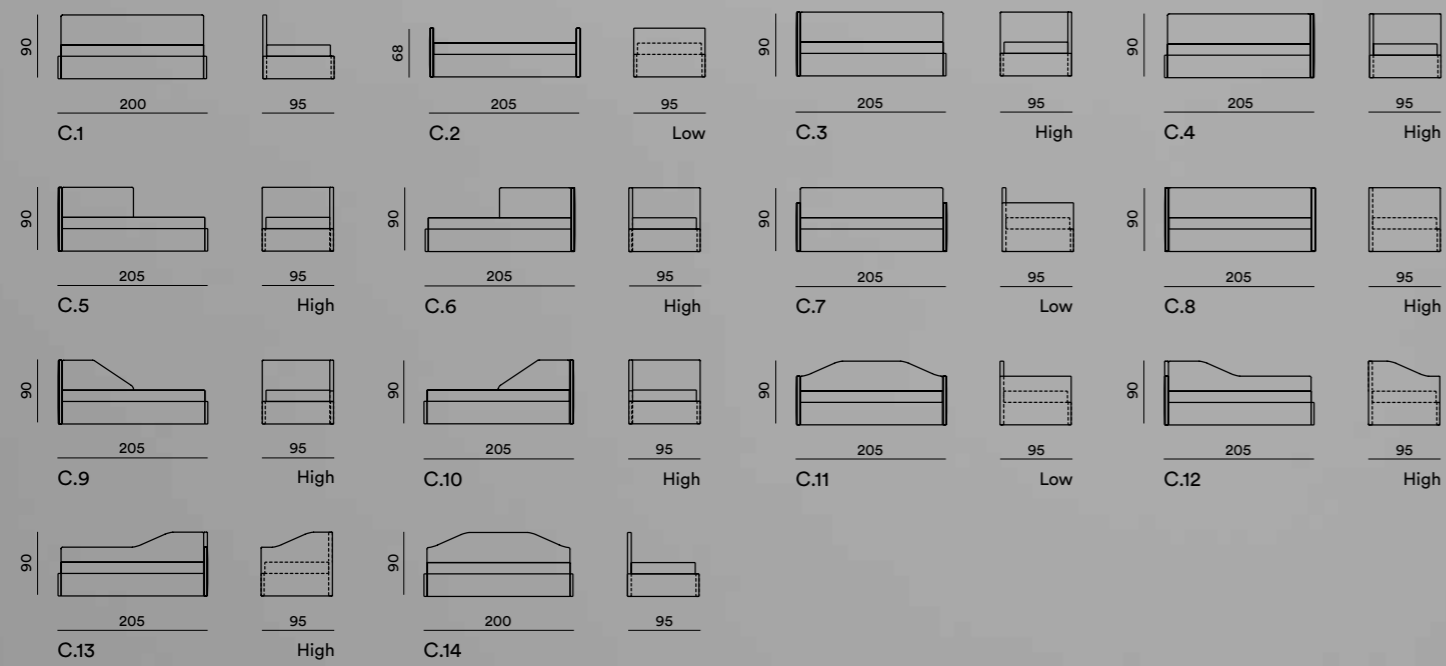 90 68 90 90
200 95 205 95 205 95 205 95
C.1 C.2 Low C.3 High C.4 High
90 90 90 90
205 95 205 95 205 95 205 95
C.5 High C.6 High C.7 Low C.8 High
90 90 90 90
205 95 205 95 205 95 205 95
C.9 High C.10 High C.11 Low C.12 High
90 90
205 95 200 95
C.13 High C.14